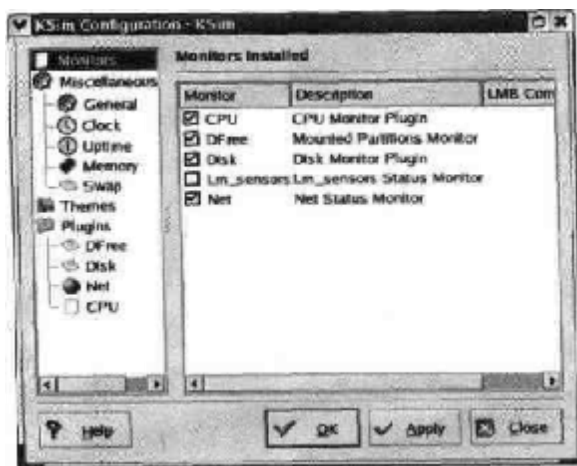 KSim Configuration - KSim
Monitors
Miscellaneous
General
Clock
Uptime
Memory
Swap
Themes
Plugins
DFree
Disk
Net
CPU
Monitors Installed
Monitor Description LMB Com
CPU CPU Monitor Plugin
DFree Mounted Partitions Monitor
Disk Disk Monitor Plugin
Lm_sensors Lm_sensors Status Monitor
Net Net Status Monitor
? Help OK Apply Close